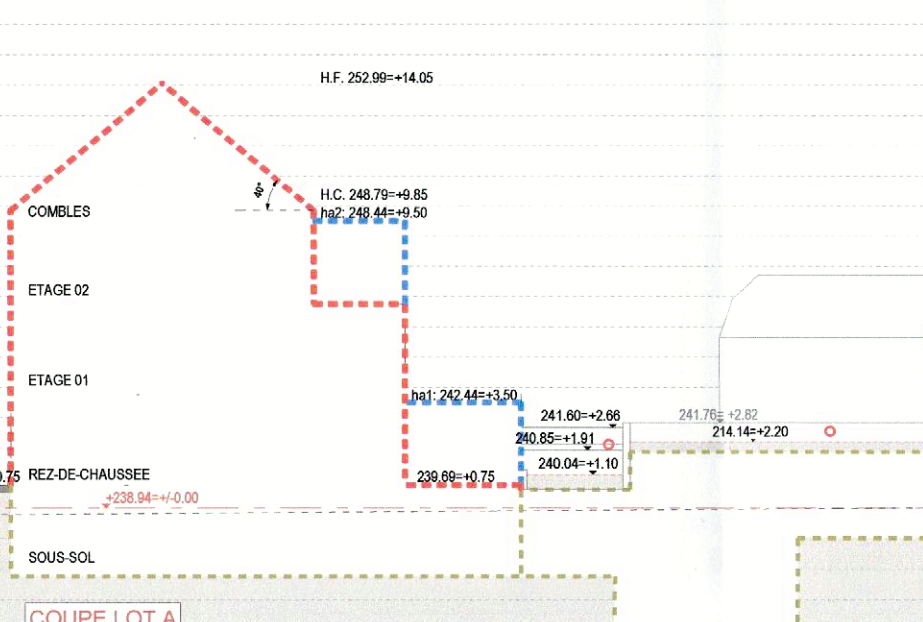 H.F. 252.99=+14.05
40°
H.C. 248.79=+9.85
COMBLES
ha2: 248.44=+9.50
ETAGE 02
ETAGE 01
ha1: 242.44=+3.50
241.60=+2.66
241.76= +2.82
240.85=+1.91
214.14=+2.20
240.04=+1.10
0.75
REZ-DE-CHAUSSEE
239.69=+0.75
+238.94=+/-0.00
SOUS-SOL
COUPE LOT A